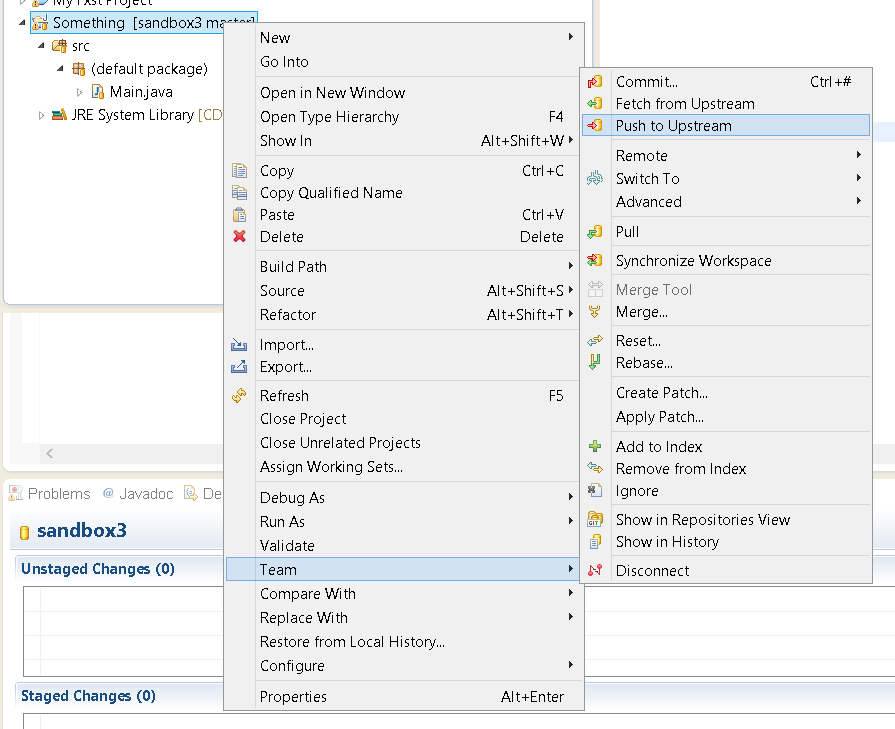 My Fxst Project
Something [sandbox3 master]
src
(default package)
Main.java
JRE System Library [CD
Problems @ Javadoc De
sandbox3
Unstaged Changes (0)
Staged Changes (0)
New
Go Into
Open in New Window
Open Type Hierarchy F4
Show In Alt+Shift+W
Copy Ctrl+C
Copy Qualified Name
Paste Ctrl+V
Delete Delete
Build Path
Source Alt+Shift+S
Refactor Alt+Shift+T
Import...
Export...
Refresh F5
Close Project
Close Unrelated Projects
Assign Working Sets...
Debug As
Run As
Validate
Team
Compare With
Replace With
Restore from Local History...
Configure
Properties Alt+Enter
Commit... Ctrl+#
Fetch from Upstream
Push to Upstream
Remote
Switch To
Advanced
Pull
Synchronize Workspace
Merge Tool
Merge...
Reset...
Rebase...
Create Patch...
Apply Patch...
Add to Index
Remove from Index
Ignore
Show in Repositories View
Show in History
Disconnect